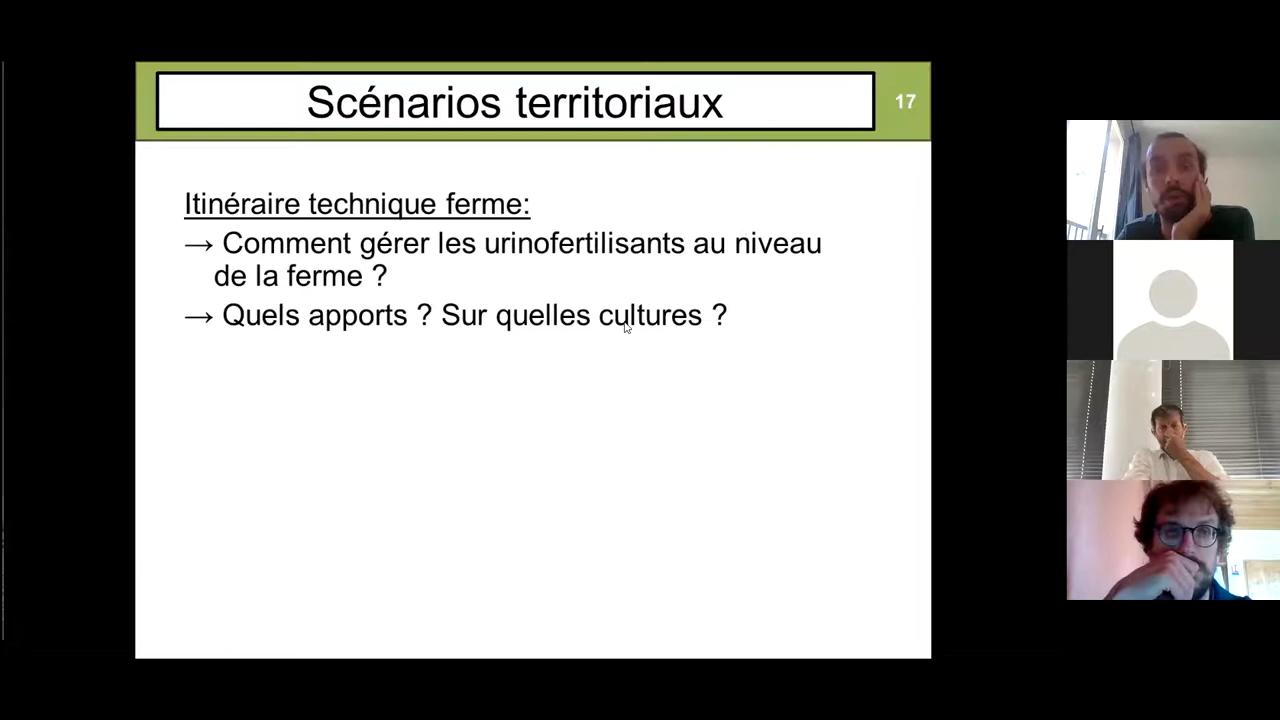 Scénarios territoriaux
17
Itinéraire technique ferme:
→ Comment gérer les urinofertilisants au niveau
de la ferme ?
→ Quels apports ? Sur quelles cultures ?